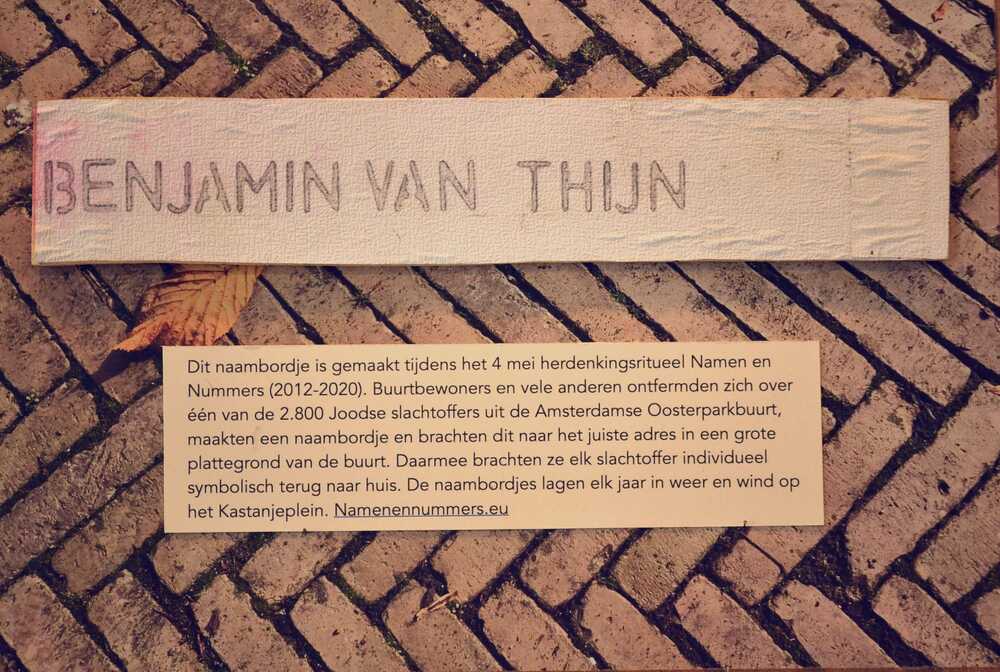 BENJAMIN VAN THIJN
Dit naambordje is gemaakt tijdens het 4 mei herdenkingsritueel Namen en
Nummers (2012-2020). Buurtbewoners en vele anderen ontfermden zich over
één van de 2.800 Joodse slachtoffers uit de Amsterdamse Oosterparkbuurt,
maakten een naambordje en brachten dit naar het juiste adres in een grote
plattegrond van de buurt. Daarmee brachten ze elk slachtoffer individueel
symbolisch terug naar huis. De naambordjes lagen elk jaar in weer en wind op
het Kastanjeplein. Namenennummers.eu